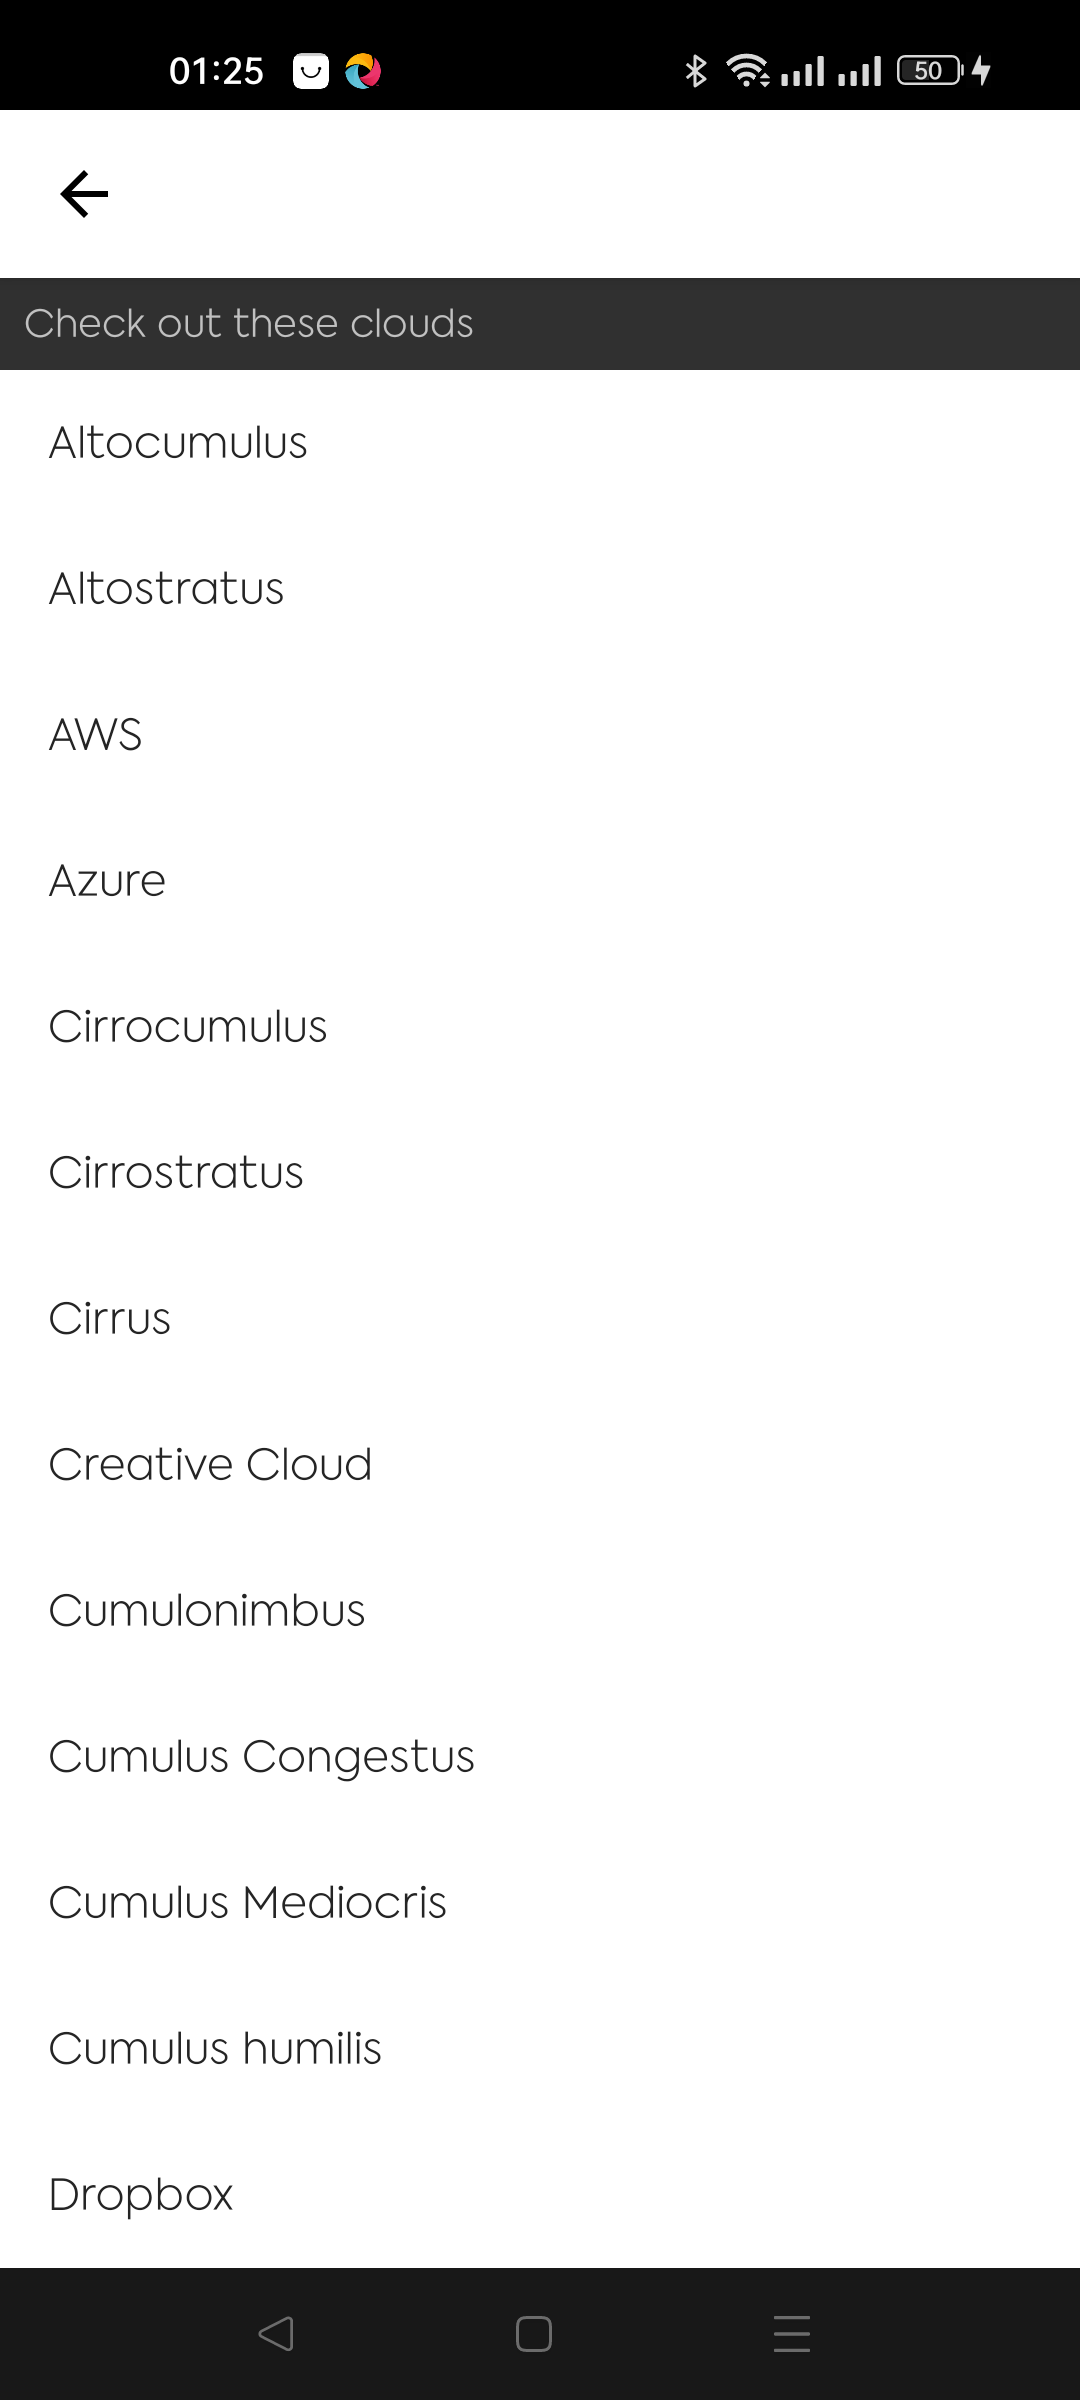 01:25
50
Check out these clouds
Altocumulus
Altostratus
AWS
Azure
Cirrocumulus
Cirrostratus
Cirrus
Creative Cloud
Cumulonimbus
Cumulus Congestus
Cumulus Mediocris
Cumulus humilis
Dropbox